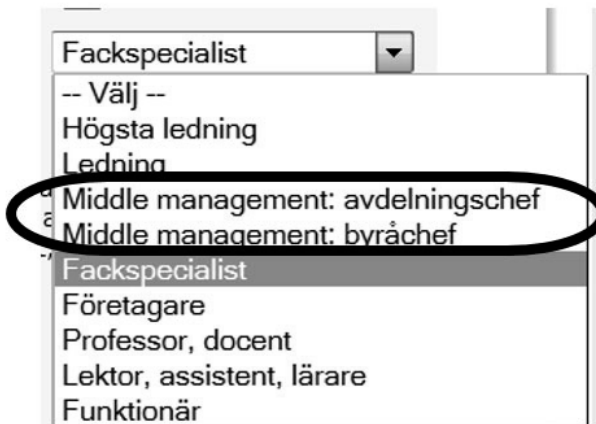 Fackspecialist
-- Välj --
Högsta ledning
Ledning
Middle management: avdelningschef
Middle management: byråchef
Fackspecialist
Företagare
Professor, docent
Lektor, assistent, lärare
Funktionär